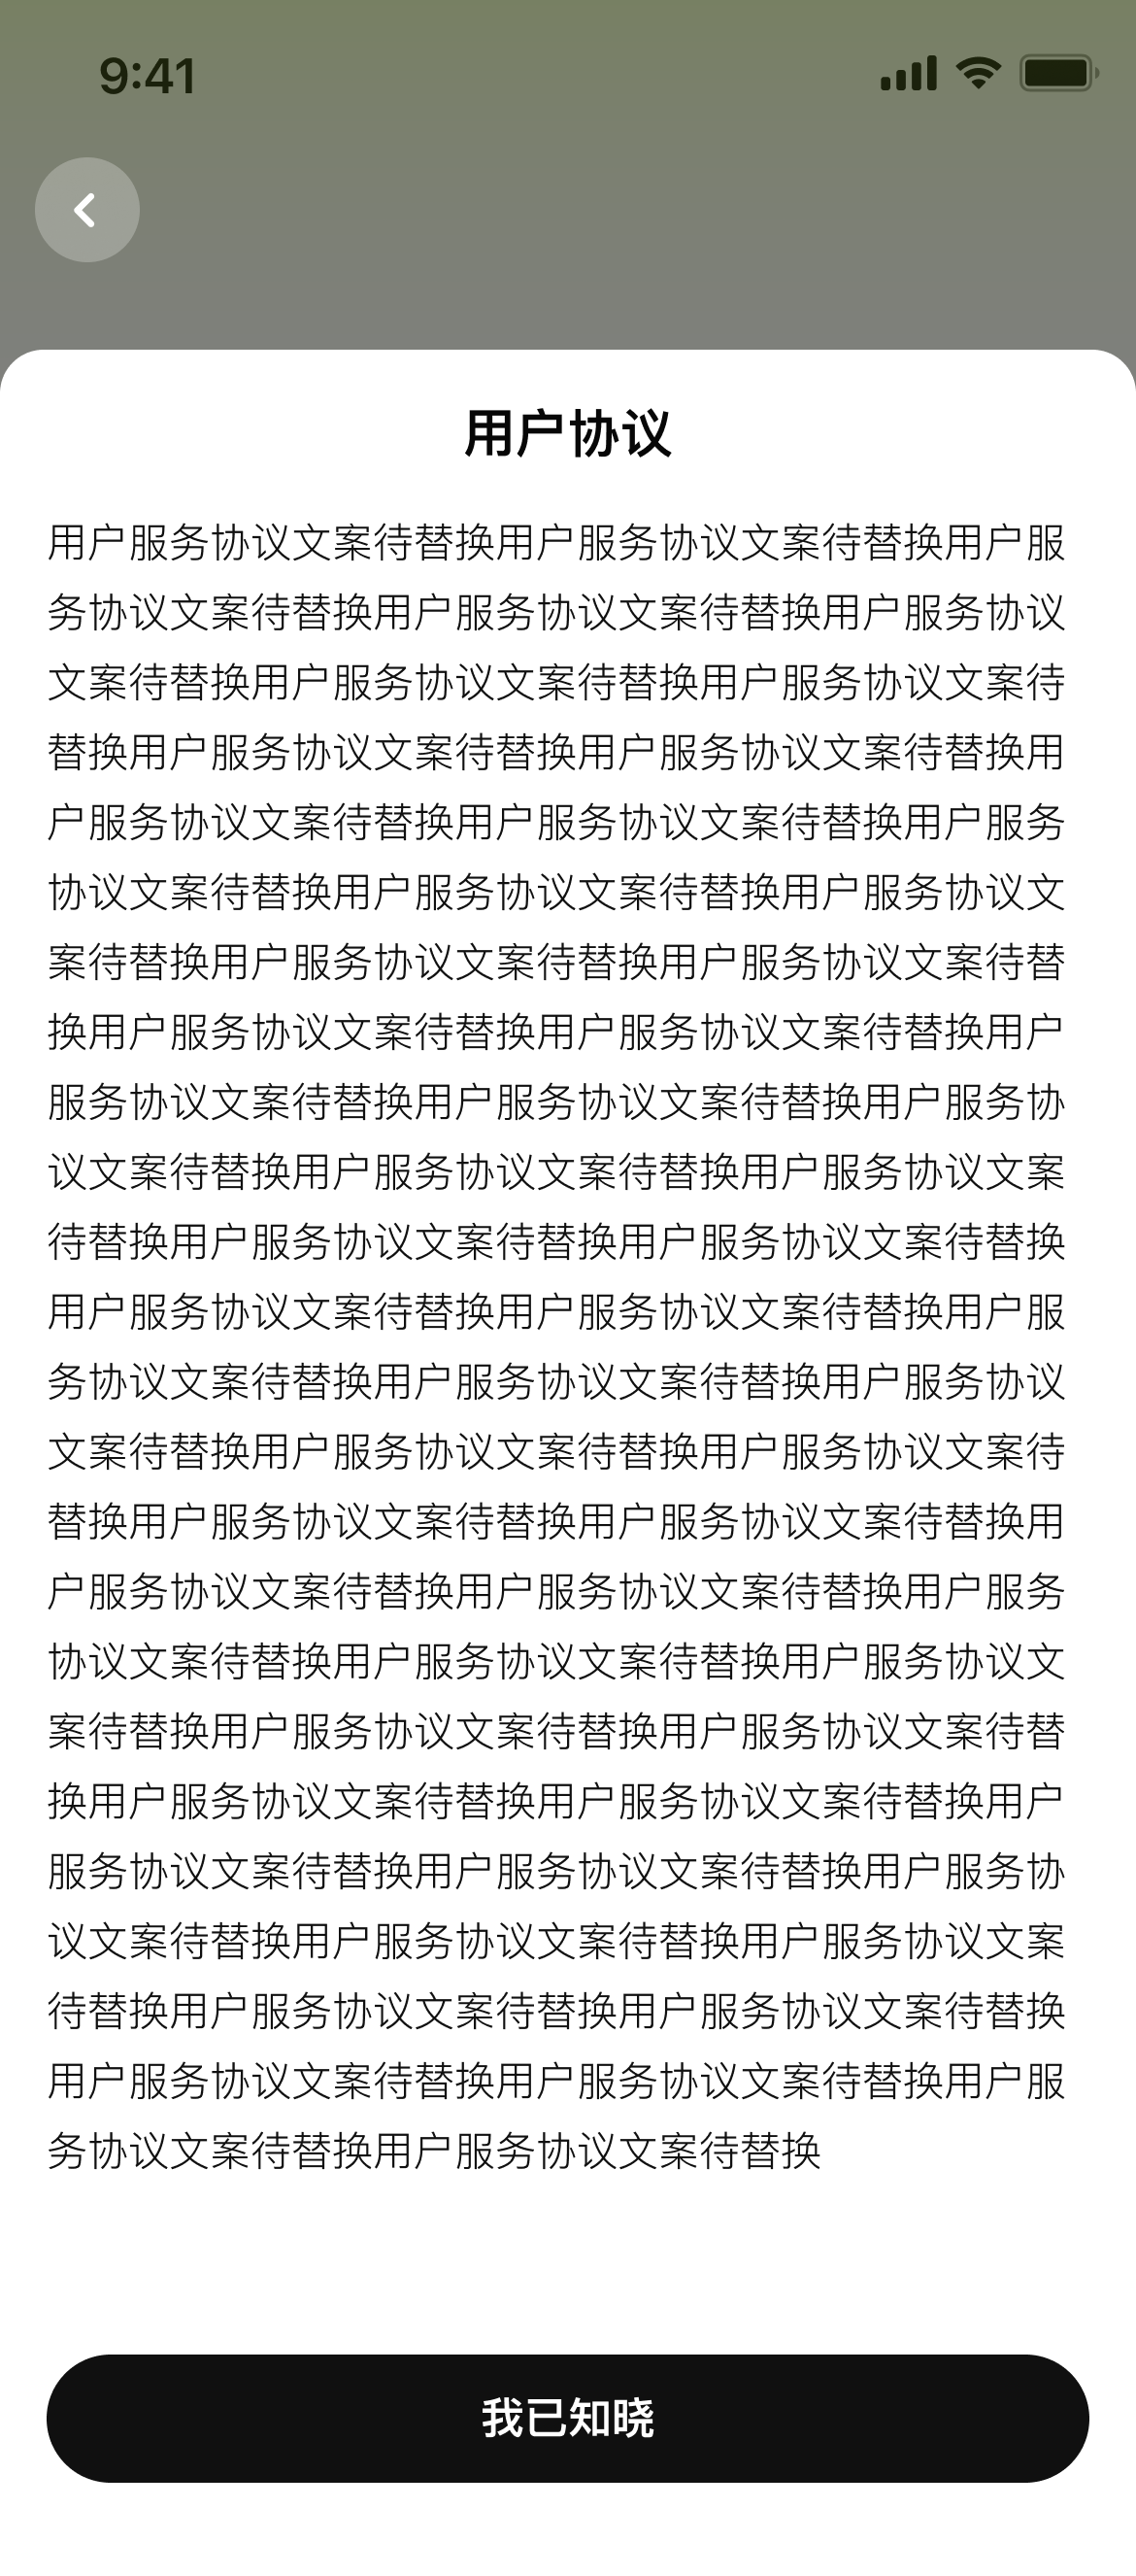 9:41
用户协议
用户服务协议文案待替换用户服务协议文案待替换用户服
务协议文案待替换用户服务协议文案待替换用户服务协议
文案待替换用户服务协议文案待替换用户服务协议文案待
替换用户服务协议文案待替换用户服务协议文案待替换用
户服务协议文案待替换用户服务协议文案待替换用户服务
协议文案待替换用户服务协议文案待替换用户服务协议文
案待替换用户服务协议文案待替换用户服务协议文案待替
换用户服务协议文案待替换用户服务协议文案待替换用户
服务协议文案待替换用户服务协议文案待替换用户服务协
议文案待替换用户服务协议文案待替换用户服务协议文案
待替换用户服务协议文案待替换用户服务协议文案待替换
用户服务协议文案待替换用户服务协议文案待替换用户服
务协议文案待替换用户服务协议文案待替换用户服务协议
文案待替换用户服务协议文案待替换用户服务协议文案待
替换用户服务协议文案待替换用户服务协议文案待替换用
户服务协议文案待替换用户服务协议文案待替换用户服务
协议文案待替换用户服务协议文案待替换用户服务协议文
案待替换用户服务协议文案待替换用户服务协议文案待替
换用户服务协议文案待替换用户服务协议文案待替换用户
服务协议文案待替换用户服务协议文案待替换用户服务协
议文案待替换用户服务协议文案待替换用户服务协议文案
待替换用户服务协议文案待替换用户服务协议文案待替换
用户服务协议文案待替换用户服务协议文案待替换用户服
务协议文案待替换用户服务协议文案待替换
我已知晓